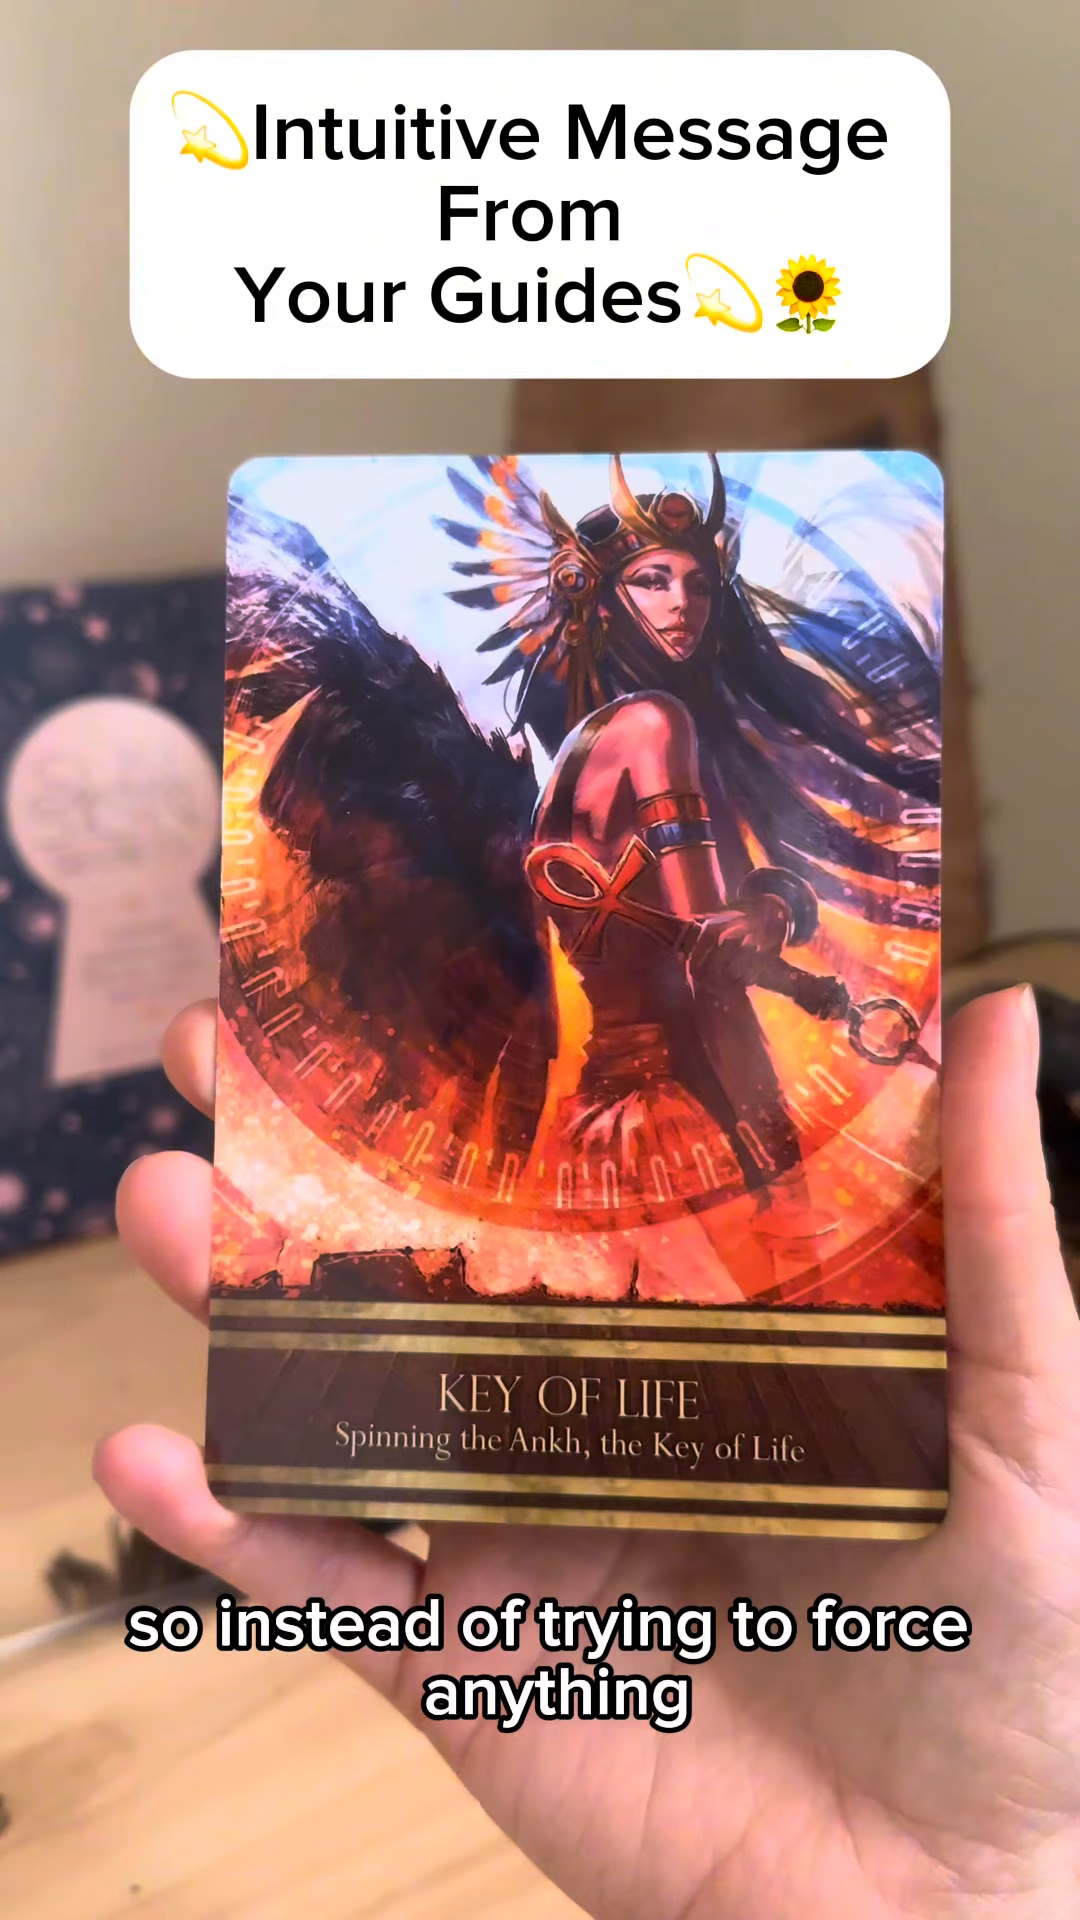 💫Intuitive Message
From
Your Guides💫🌻
KEY OF LIFE
Spinning the Ankh, the Key of Life
so instead of trying to force
anything